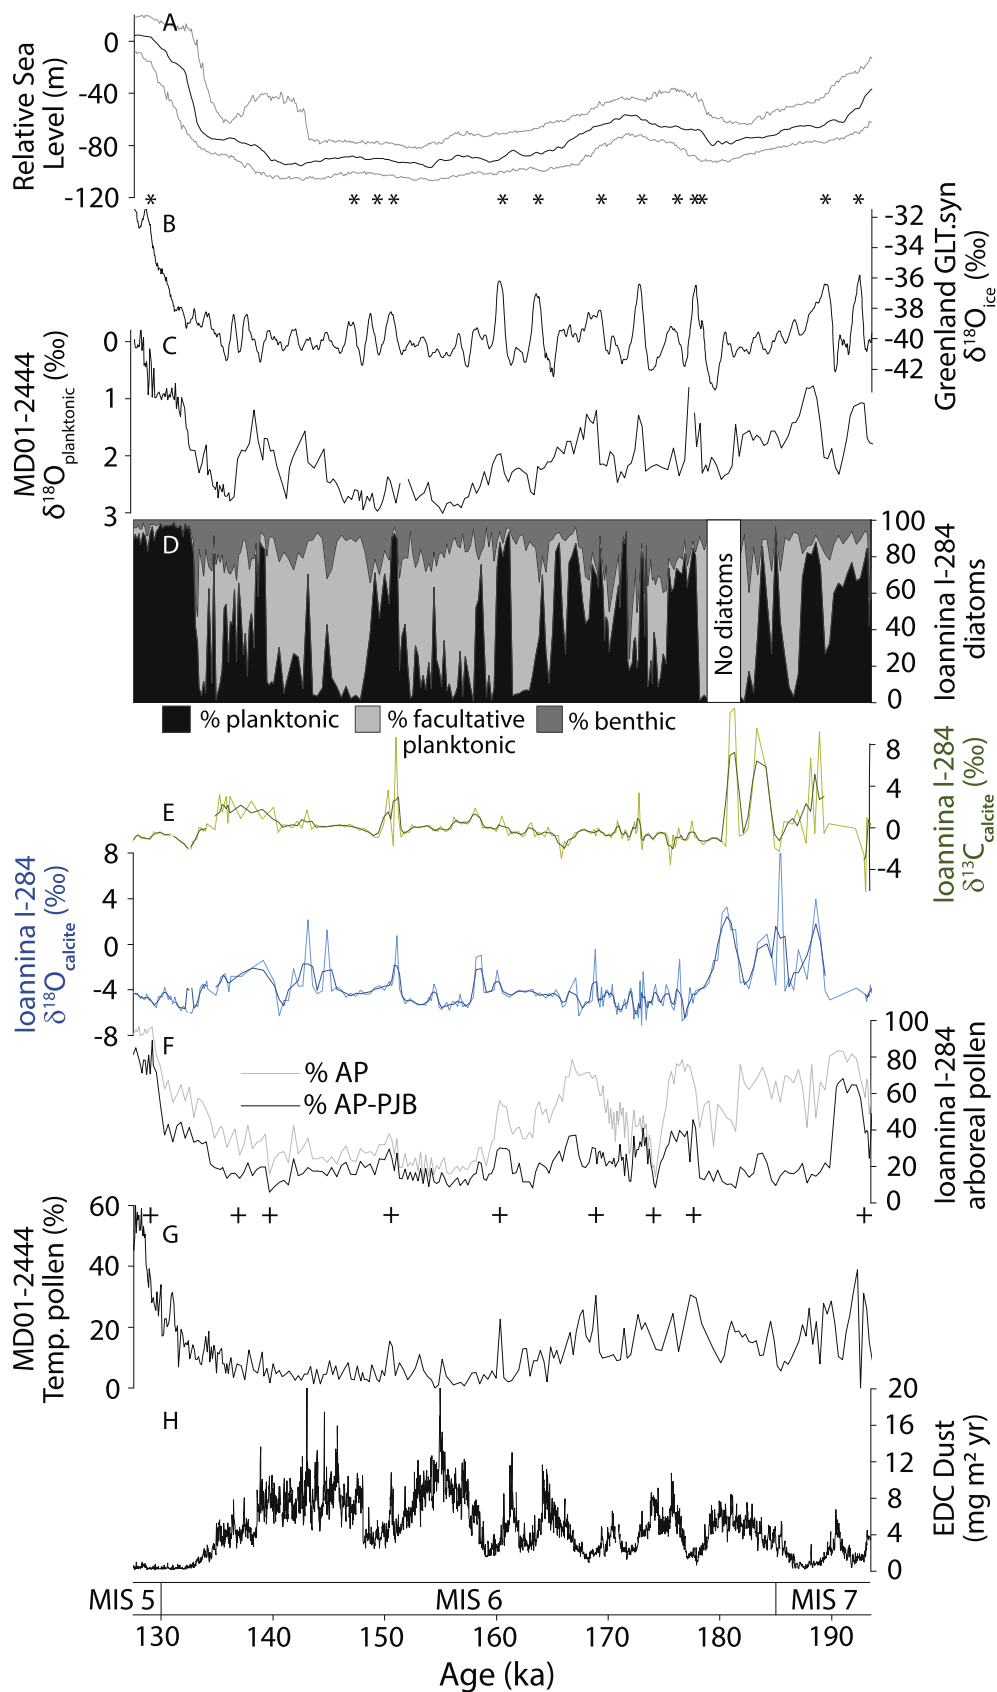 A
Relative Sea
Level (m)
0
-40
-80
-120
* * * * * * * * * * * * *
B
-32
-34
-36
-38
-40
-42
Greenland GLT.syn
δ18Oice (‰)
C
MD01-2444
δ18Oplanktonic (‰)
0
1
2
3
D
No diatoms
100
80
60
40
20
0
Ioannina I-284
diatoms
% planktonic
% facultative
planktonic
% benthic
E
8
4
0
-4
Ioannina I-284
δ13Ccalcite (‰)
Ioannina I-284
δ18Ocalcite (‰)
8
4
0
-4
-8
F
% AP
% AP-PJB
100
80
60
40
20
0
Ioannina I-284
arboreal pollen
+ + + + + + + + +
G
MD01-2444
Temp. pollen (%)
60
40
20
0
H
20
16
12
8
4
0
EDC Dust
(mg m² yr)
MIS 5
MIS 6
MIS 7
130 140 150 160 170 180 190
Age (ka)